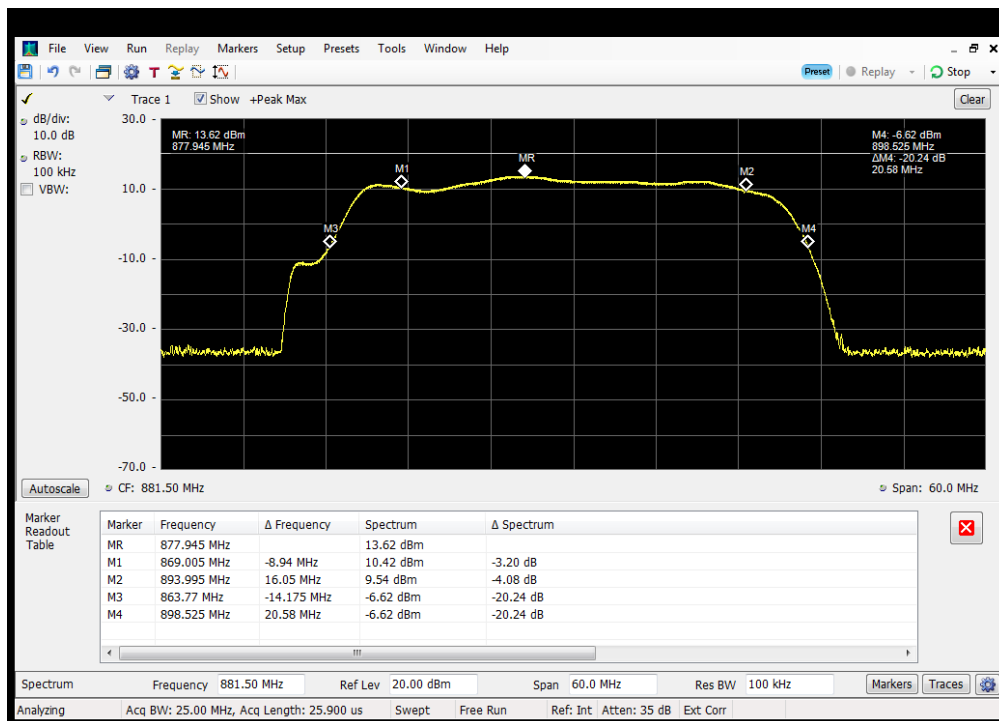 File View Run Replay Markers Setup Presets Tools Window Help
T Preset Replay Stop
Trace 1 Show +Peak Max Clear
dB/div:
10.0 dB
RBW:
100 kHz
VBW:
30.0
10.0
-10.0
-30.0
-50.0
-70.0
MR: 13.62 dBm
877.945 MHz
M4: -6.62 dBm
898.525 MHz
ΔM4: -20.24 dB
20.58 MHz
MR
M1
M2
M3
M4
Autoscale CF: 881.50 MHz Span: 60.0 MHz
Marker
Readout
Table
Marker Frequency Δ Frequency Spectrum Δ Spectrum
MR 877.945 MHz 13.62 dBm
M1 869.005 MHz -8.94 MHz 10.42 dBm -3.20 dB
M2 893.995 MHz 16.05 MHz 9.54 dBm -4.08 dB
M3 863.77 MHz -14.175 MHz -6.62 dBm -20.24 dB
M4 898.525 MHz 20.58 MHz -6.62 dBm -20.24 dB
Spectrum Frequency 881.50 MHz Ref Lev 20.00 dBm Span 60.0 MHz Res BW 100 kHz Markers Traces
Analyzing Acq BW: 25.00 MHz, Acq Length: 25.900 us Swept Free Run Ref: Int Atten: 35 dB Ext Corr